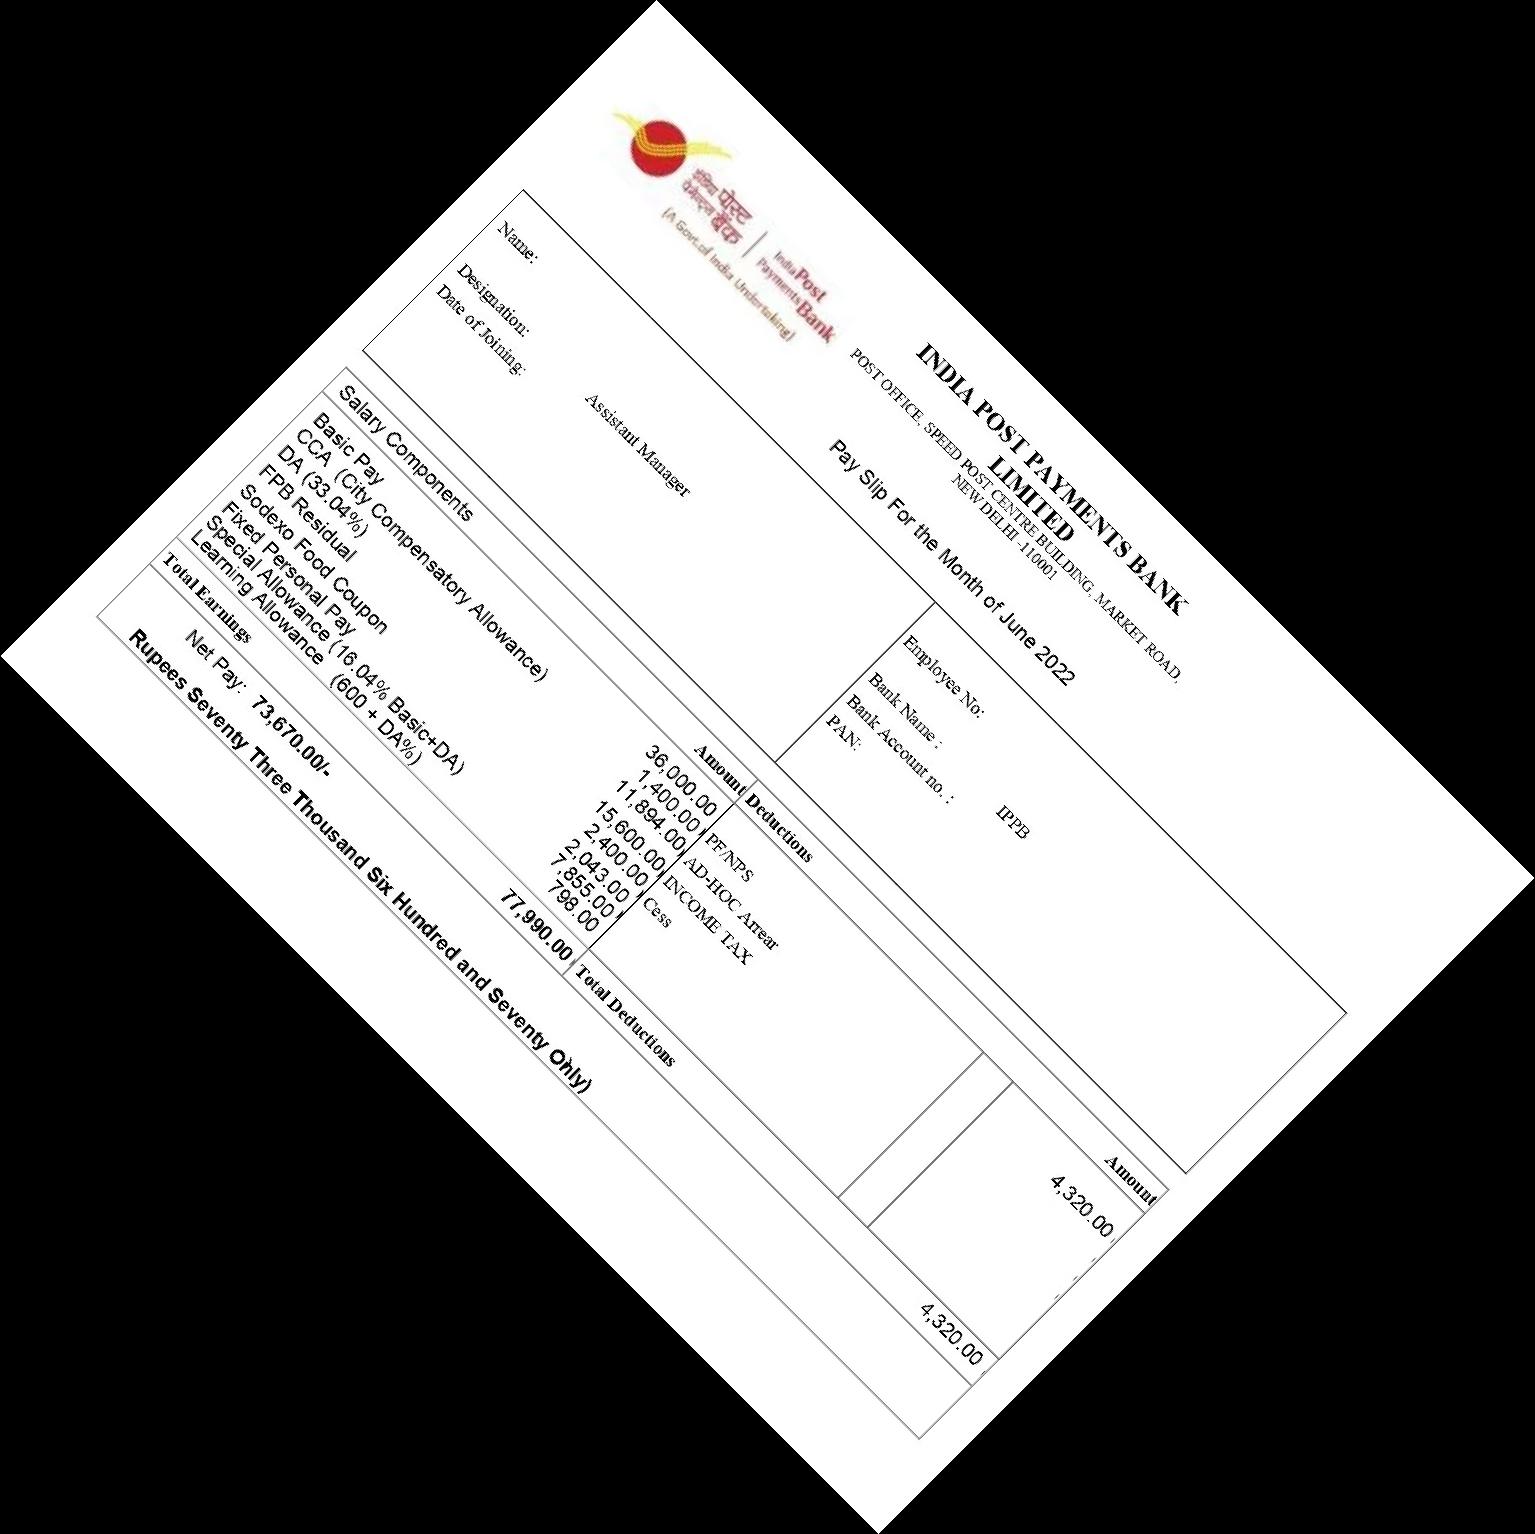 इंडिया पोस्ट
पेमेंट्स बैंक
India Post
Payments Bank
(A Govt.of India Undertaking)
INDIA POST PAYMENTS BANK
LIMITED
POST OFFICE, SPEED POST CENTRE BUILDING, MARKET ROAD,
NEW DELHI -110001
Pay Slip For the Month of June 2022
Name: Employee No:
Designation: Assistant Manager Bank Name : IPPB
Date of Joining: Bank Account no. :
PAN:
Salary Components Amount Deductions Amount
Basic Pay 36,000.00 PF/NPS 4,320.00
CCA (City Compensatory Allowance) 1,400.00 AD-HOC Arrear
DA (33.04%) 11,894.00 INCOME TAX
FPB Residual 15,600.00 Cess
Sodexo Food Coupon 2,400.00
Fixed Personal Pay 2,043.00
Special Allowance (16.04% Basic+DA) 7,855.00
Learning Allowance (600 + DA%) 798.00
Total Earnings 77,990.00 Total Deductions 4,320.00
Net Pay: 73,670.00/-
Rupees Seventy Three Thousand Six Hundred and Seventy Only)